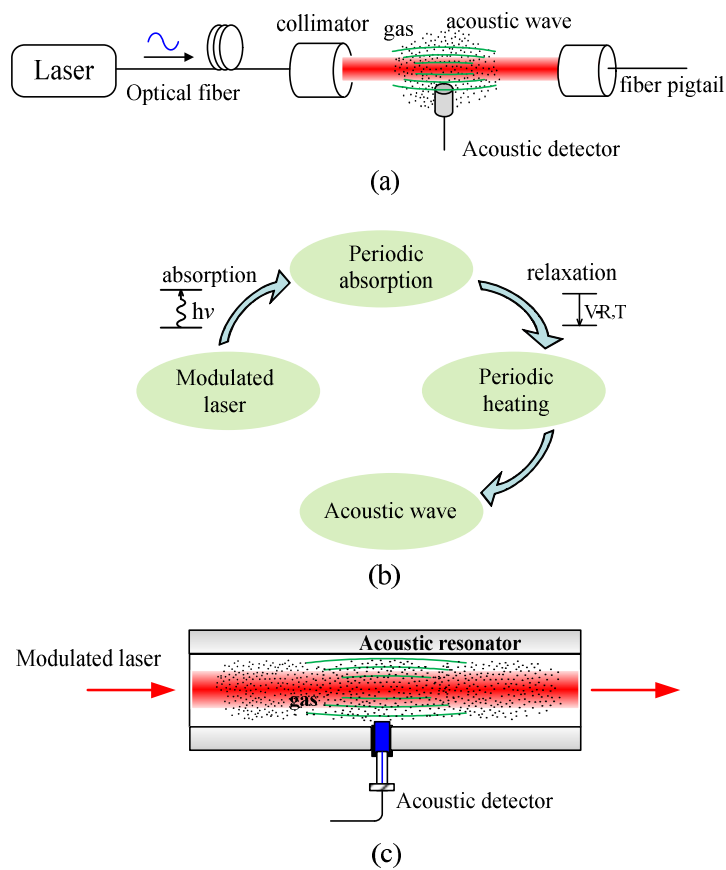 collimator
gas
acoustic wave
Laser
Optical fiber
fiber pigtail
Acoustic detector
(a)
Periodic
absorption
absorption
hν
relaxation
V-R,T
Modulated
laser
Periodic
heating
Acoustic wave
(b)
Acoustic resonator
Modulated laser
gas
Acoustic detector
(c)